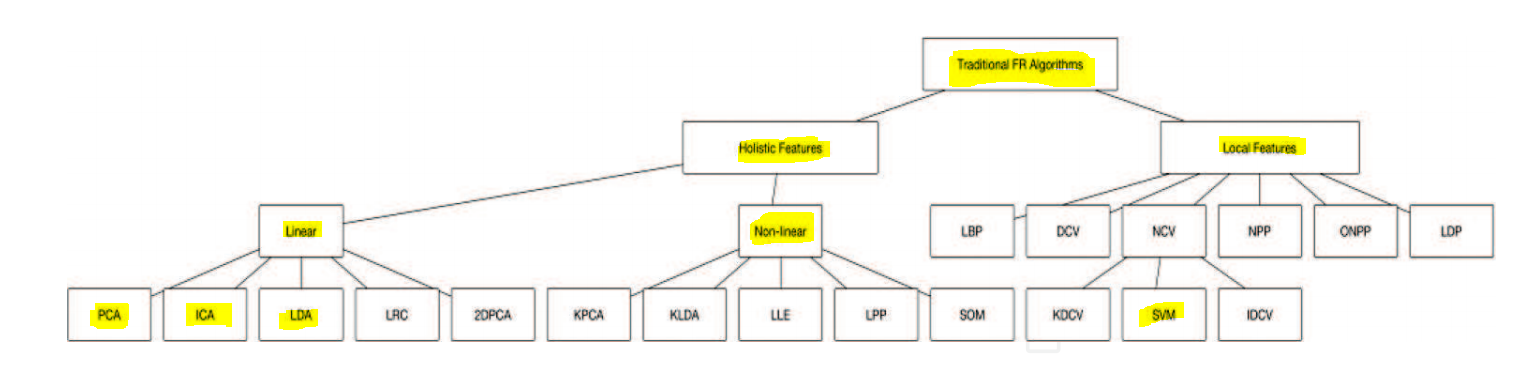 Traditional FR Algorithms
Holistic Features
Local Features
Linear
Non-linear
LBP
DCV
NCV
NPP
ONPP
LDP
PCA
ICA
LDA
LRC
2DPCA
KPCA
KLDA
LLE
LPP
SOM
KDCV
SVM
IDCV